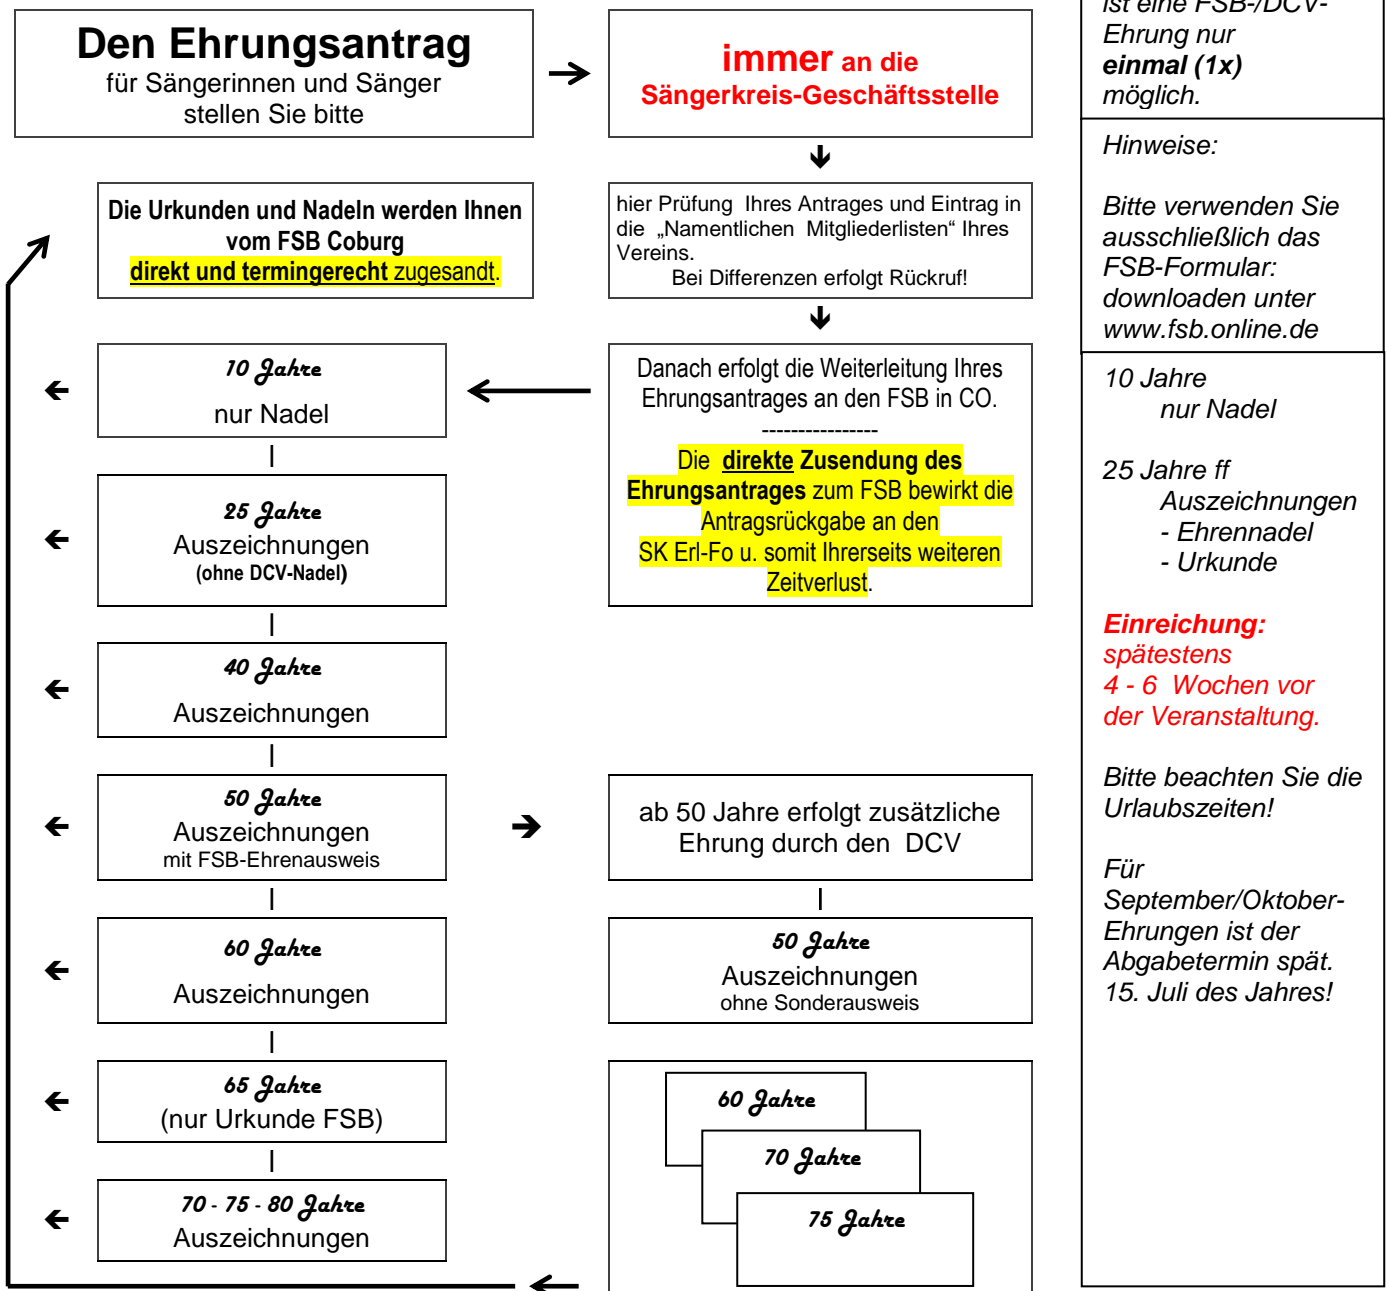 Den Ehrungsantrag
für Sängerinnen und Sänger
stellen Sie bitte
immer an die
Sängerkreis-Geschäftsstelle
hier Prüfung Ihres Antrages und Eintrag in
die „Namentlichen Mitgliederlisten“ Ihres
Vereins.
Bei Differenzen erfolgt Rückruf!
Die Urkunden und Nadeln werden Ihnen
vom FSB Coburg
direkt und termingerecht zugesandt.
Danach erfolgt die Weiterleitung Ihres
Ehrungsantrages an den FSB in CO.
----------------
Die direkte Zusendung des
Ehrungsantrages zum FSB bewirkt die
Antragsrückgabe an den
SK Erl-Fo u. somit Ihrerseits weiteren
Zeitverlust.
10 Jahre
nur Nadel
25 Jahre
Auszeichnungen
(ohne DCV-Nadel)
40 Jahre
Auszeichnungen
50 Jahre
Auszeichnungen
mit FSB-Ehrenausweis
60 Jahre
Auszeichnungen
65 Jahre
(nur Urkunde FSB)
70 - 75 - 80 Jahre
Auszeichnungen
ab 50 Jahre erfolgt zusätzliche
Ehrung durch den DCV
50 Jahre
Auszeichnungen
ohne Sonderausweis
60 Jahre
70 Jahre
75 Jahre
ist eine FSB-/DCV-
Ehrung nur
einmal (1x)
möglich.
Hinweise:
Bitte verwenden Sie
ausschließlich das
FSB-Formular:
downloaden unter
www.fsb.online.de
10 Jahre
nur Nadel
25 Jahre ff
Auszeichnungen
- Ehrennadel
- Urkunde
Einreichung:
spätestens
4 - 6 Wochen vor
der Veranstaltung.
Bitte beachten Sie die
Urlaubszeiten!
Für
September/Oktober-
Ehrungen ist der
Abgabetermin spät.
15. Juli des Jahres!